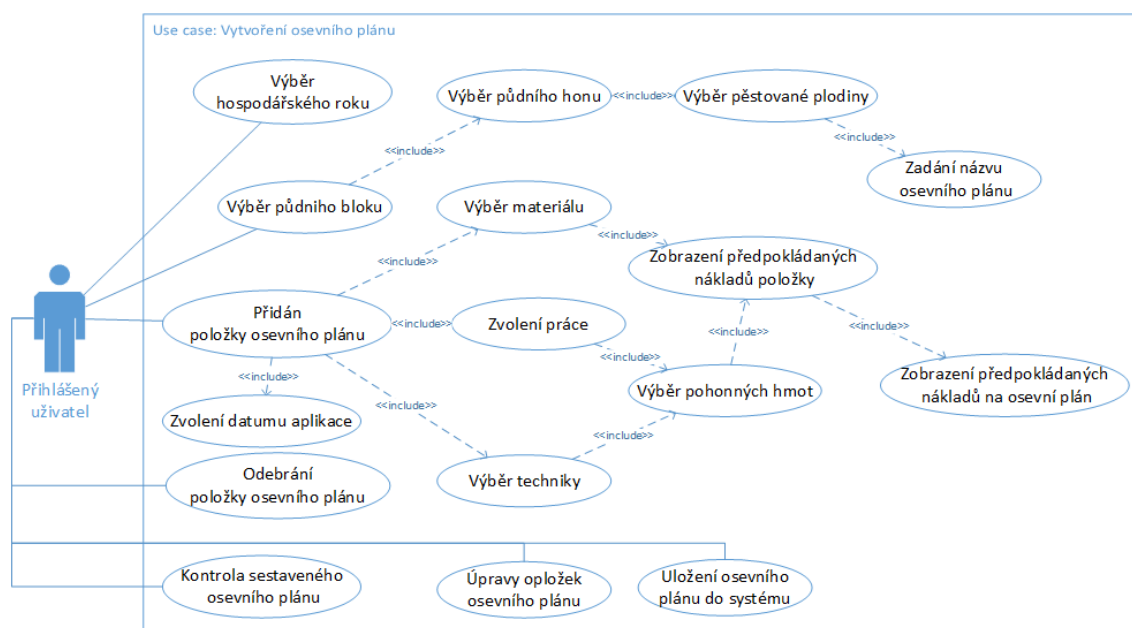 Use case: Vytvoření osevního plánu
Výběr
hospodářského roku
Výběr půdního honu
<<include>>
Výběr pěstované plodiny
<<include>>
<<include>>
Zadání názvu
osevního plánu
Výběr půdniho bloku
Výběr materiálu
<<include>>
<<include>>
Zobrazení předpokládaných
nákladů položky
Přidán
položky osevního plánu
<<include>>
Zvolení práce
<<include>>
<<include>>
<<include>>
Přihlášený
uživatel
<<include>>
<<include>>
Výběr pohonných hmot
Zobrazení předpokládaných
nákladů na osevní plán
Zvolení datumu aplikace
<<include>>
Odebrání
položky osevního plánu
Výběr techniky
Kontrola sestaveného
osevního plánu
Úpravy opložek
osevního plánu
Uložení osevního
plánu do systému